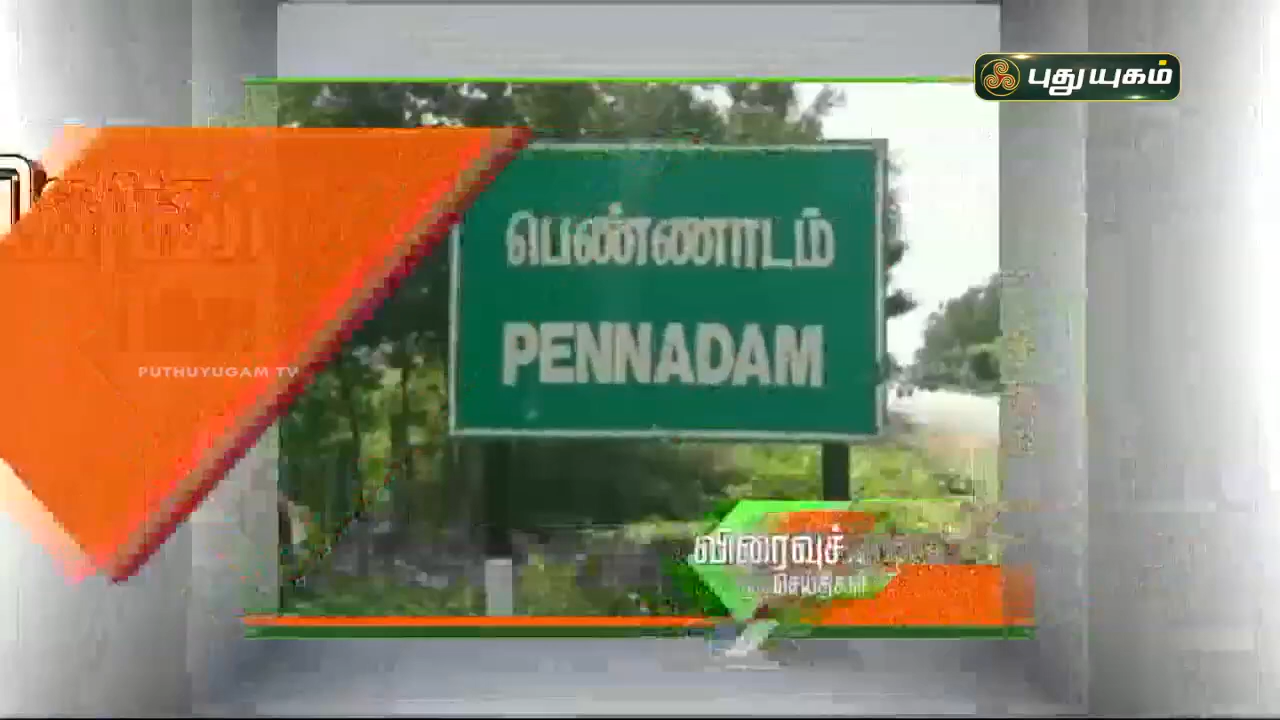 புதுயுகம்
பெண்ணாடம்
PENNADAM
PUTHUYUGAM TV
விரைவுச்
செய்திகள்